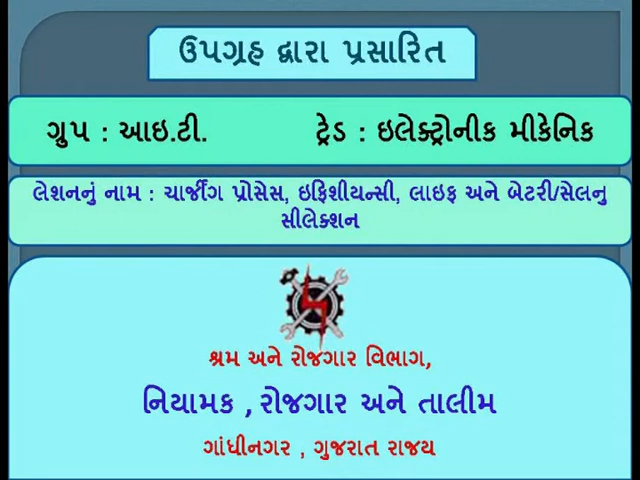 ઉપગ્રહ દ્વારા પ્રસારિત
ગ્રુપ : આઇ.ટી. ટ્રેડ : ઇલેક્ટ્રોનીક મીકેનિક
લેશનનું નામ : ચાર્જીંગ પ્રોસેસ, ઇફિશીયન્સી, લાઇફ અને બેટરી/સેલનુ
સીલેક્શન
શ્રમ અને રોજગાર વિભાગ,
નિયામક , રોજગાર અને તાલીમ
ગાંધીનગર , ગુજરાત રાજય